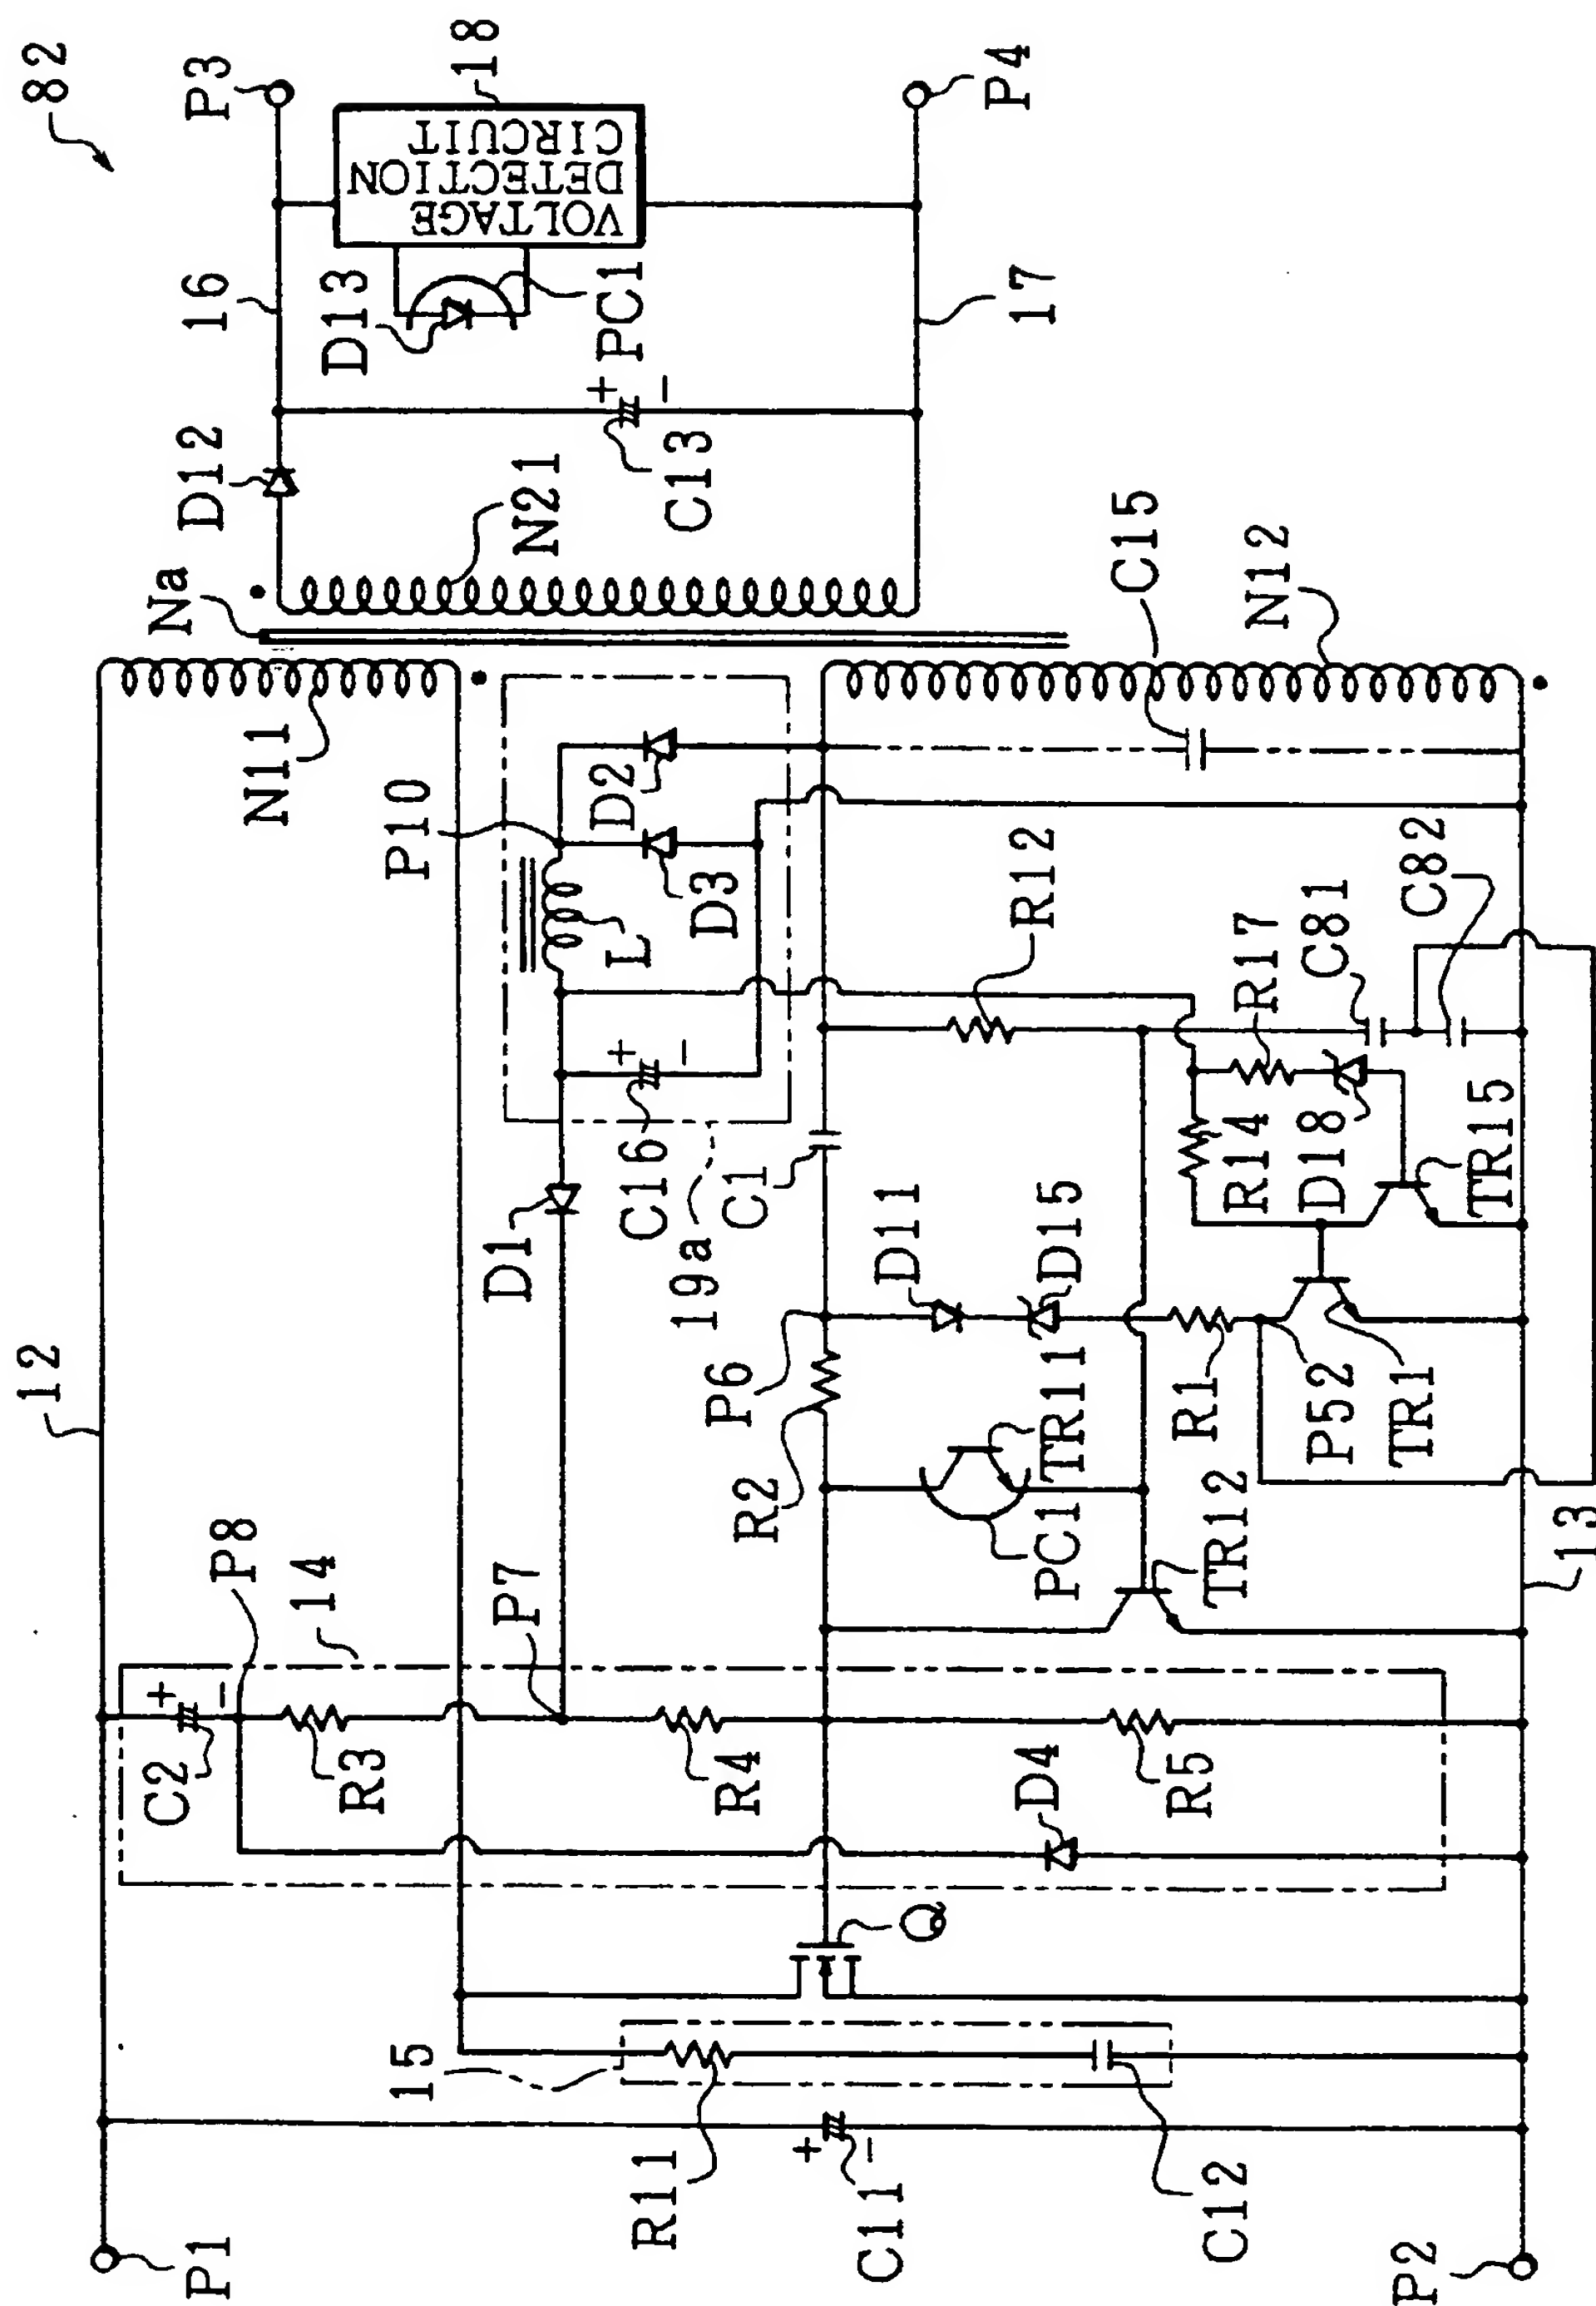 82
P3
18
VOLTAGE
DETECTION
CIRCUIT
P4
16
D13
PC1
17
D12
N21
C13
Na
C15
N12
N11
P10
D2
D3
L
R12
C82
C81
R17
D1
C16
19a
C1
R14
D18
TR15
D11
D15
12
P6
R2
TR11
PC1
R1
P52
TR1
TR12
13
P8
14
P7
C2
R3
R4
D4
R5
Q
15
R11
C11
C12
P1
P2
+
−
+
−
+
−
+
−